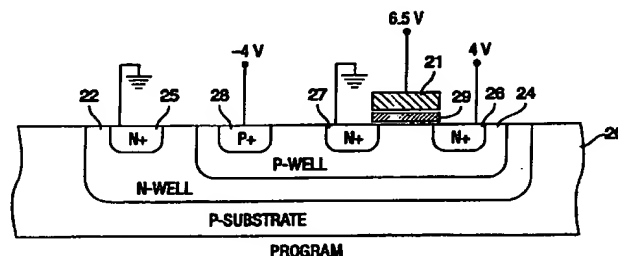 6.5 V
-4 V 21 4 V
22 25 28 27 29 26 24
N+ P+ N+ N+ 20
P-WELL
N-WELL
P-SUBSTRATE
PROGRAM